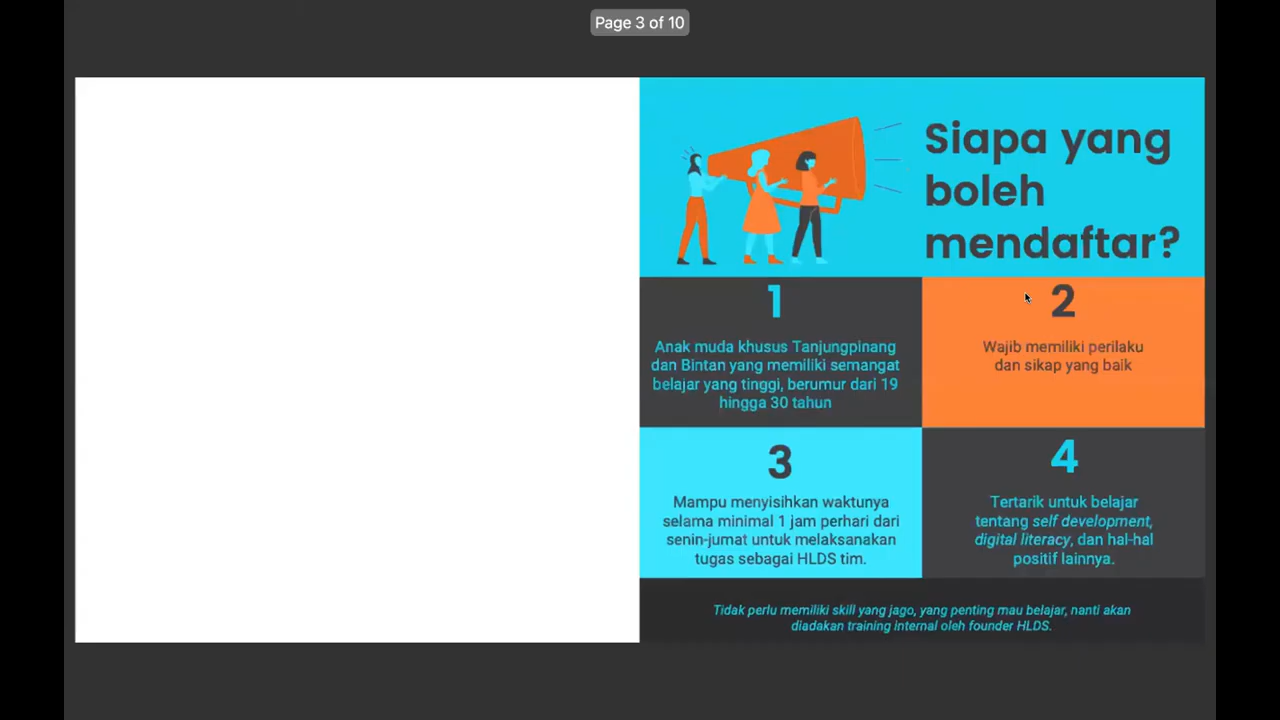 Page 3 of 10
Siapa yang
boleh
mendaftar?
1
Anak muda khusus Tanjungpinang
dan Bintan yang memiliki semangat
belajar yang tinggi, berumur dari 19
hingga 30 tahun
2
Wajib memiliki perilaku
dan sikap yang baik
3
Mampu menyisihkan waktunya
selama minimal 1 jam perhari dari
senin-jumat untuk melaksanakan
tugas sebagai HLDS tim.
4
Tertarik untuk belajar
tentang self development,
digital literacy, dan hal-hal
positif lainnya.
Tidak perlu memiliki skill yang jago, yang penting mau belajar, nanti akan
diadakan training internal oleh founder HLDS.